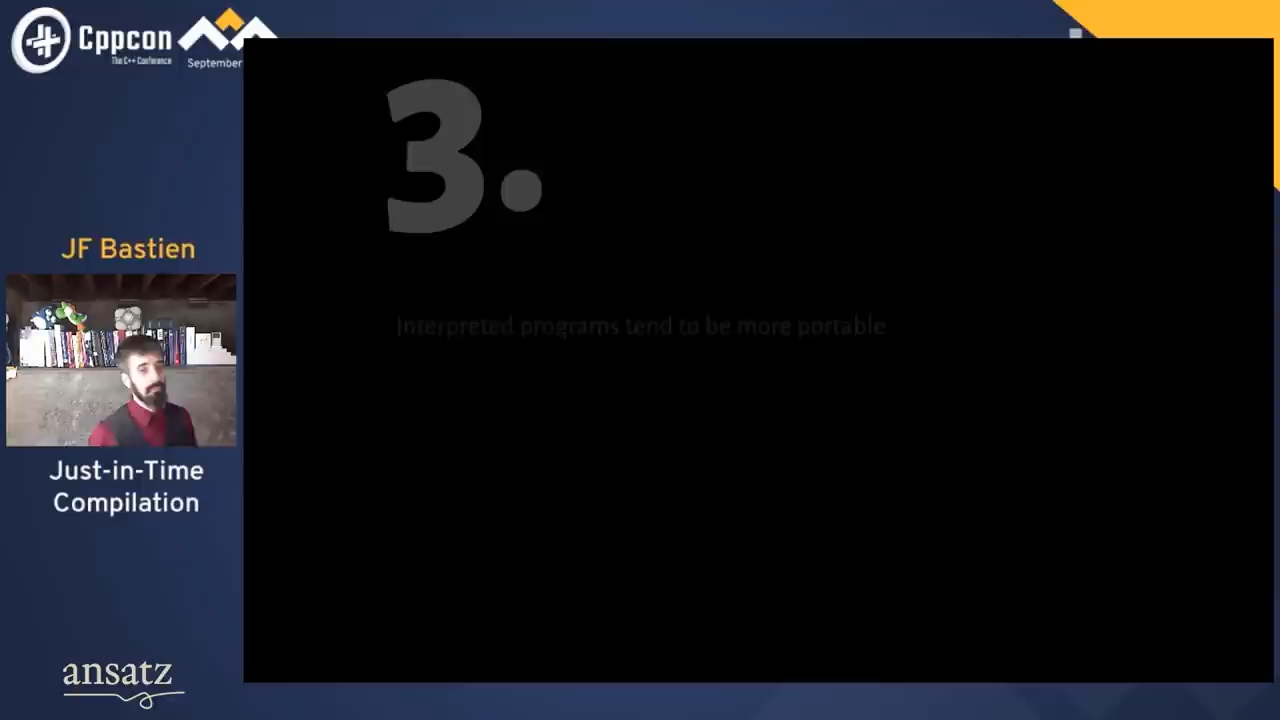 Cppcon
The C++ Conference
September
3.
Interpreted programs tend to be more portable
JF Bastien
Just-in-Time
Compilation
ansatz